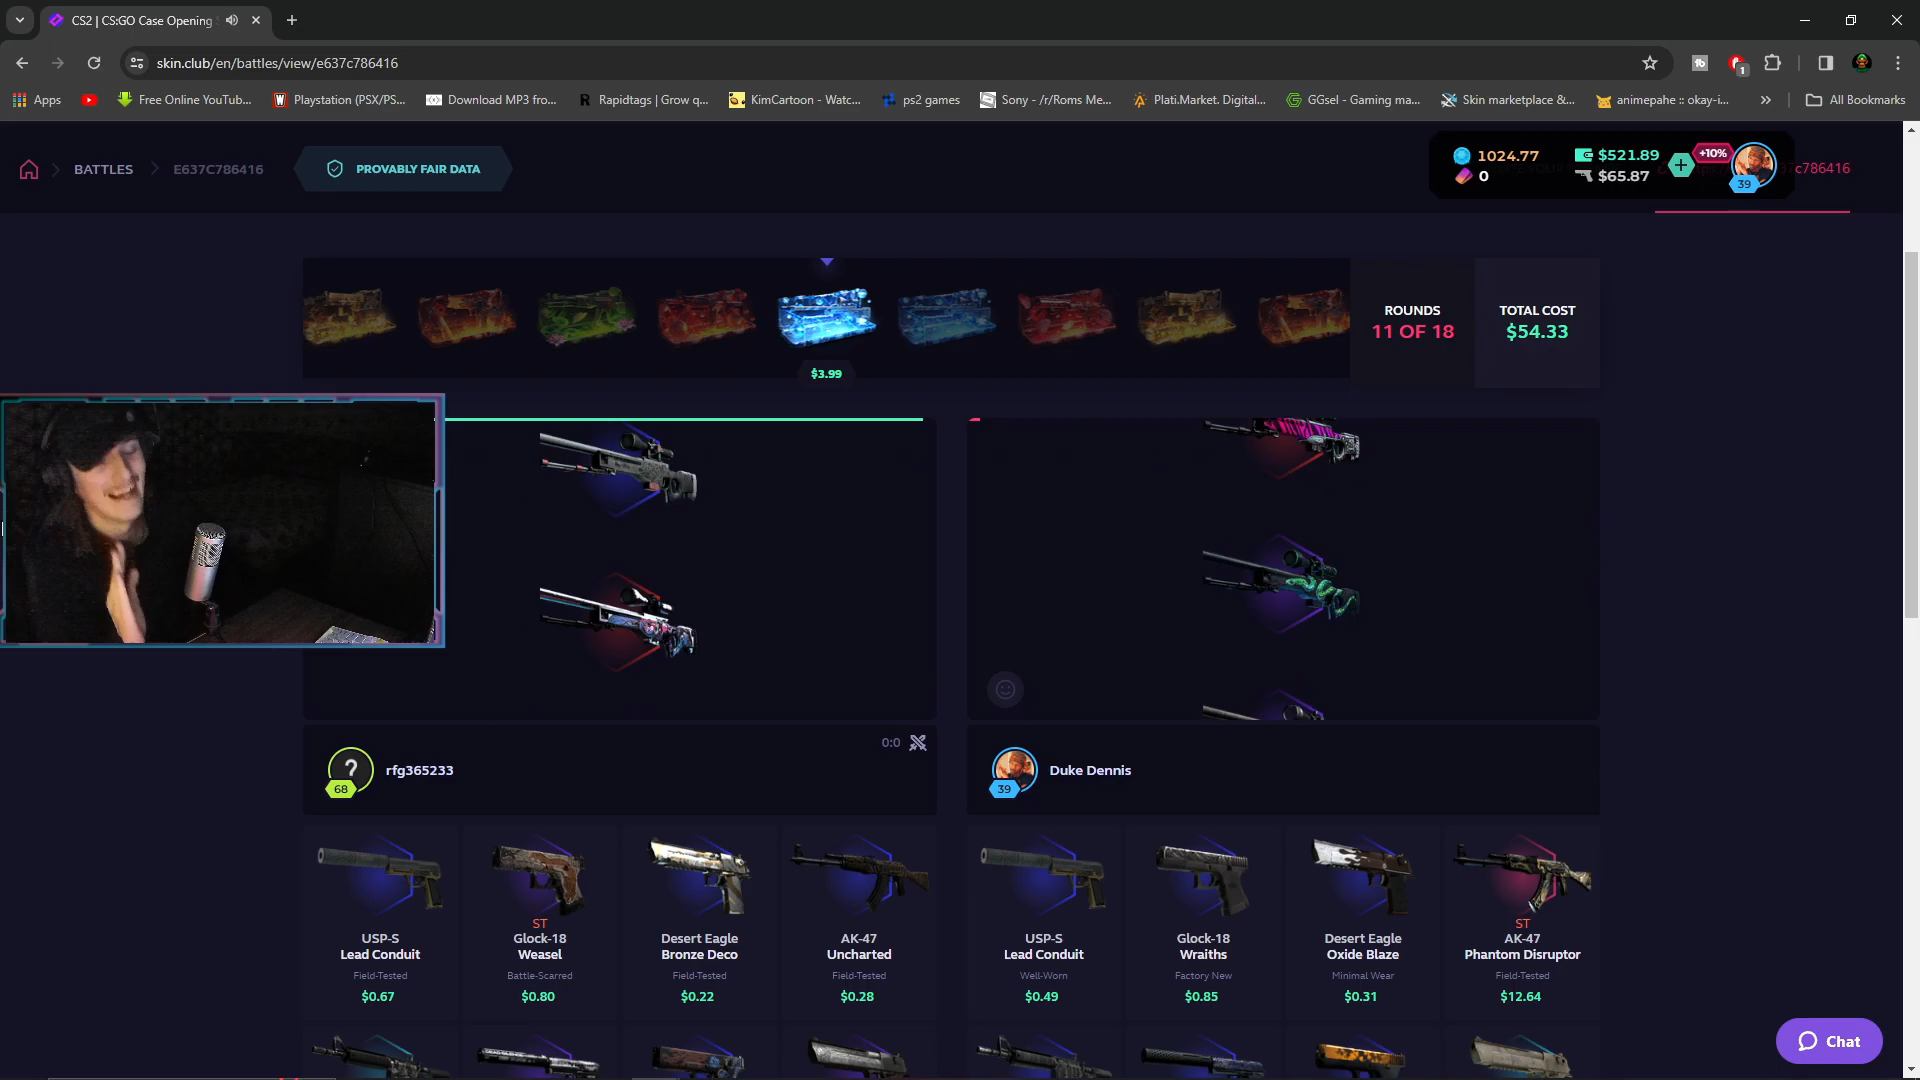 CS2 | CS:GO Case Opening
skin.club/en/battles/view/e637c786416
1
Apps
Free Online YouTub...
Playstation (PSX/PS...
Download MP3 fro...
Rapidtags | Grow q...
KimCartoon - Watc...
ps2 games
Sony - /r/Roms Me...
Plati.Market. Digital...
GGsel - Gaming ma...
Skin marketplace &...
animepahe :: okay-i...
All Bookmarks
BATTLES
E637C786416
PROVABLY FAIR DATA
1024.77
0
$521.89
$65.87
+10%
39
c786416
ROUNDS
11 OF 18
TOTAL COST
$54.33
$3.99
68
rfg365233
0:0
39
Duke Dennis
USP-S
Lead Conduit
Field-Tested
$0.67
ST
Glock-18
Weasel
Battle-Scarred
$0.80
Desert Eagle
Bronze Deco
Field-Tested
$0.22
AK-47
Uncharted
Field-Tested
$0.28
USP-S
Lead Conduit
Well-Worn
$0.49
Glock-18
Wraiths
Factory New
$0.85
Desert Eagle
Oxide Blaze
Minimal Wear
$0.31
ST
AK-47
Phantom Disruptor
Field-Tested
$12.64
Chat